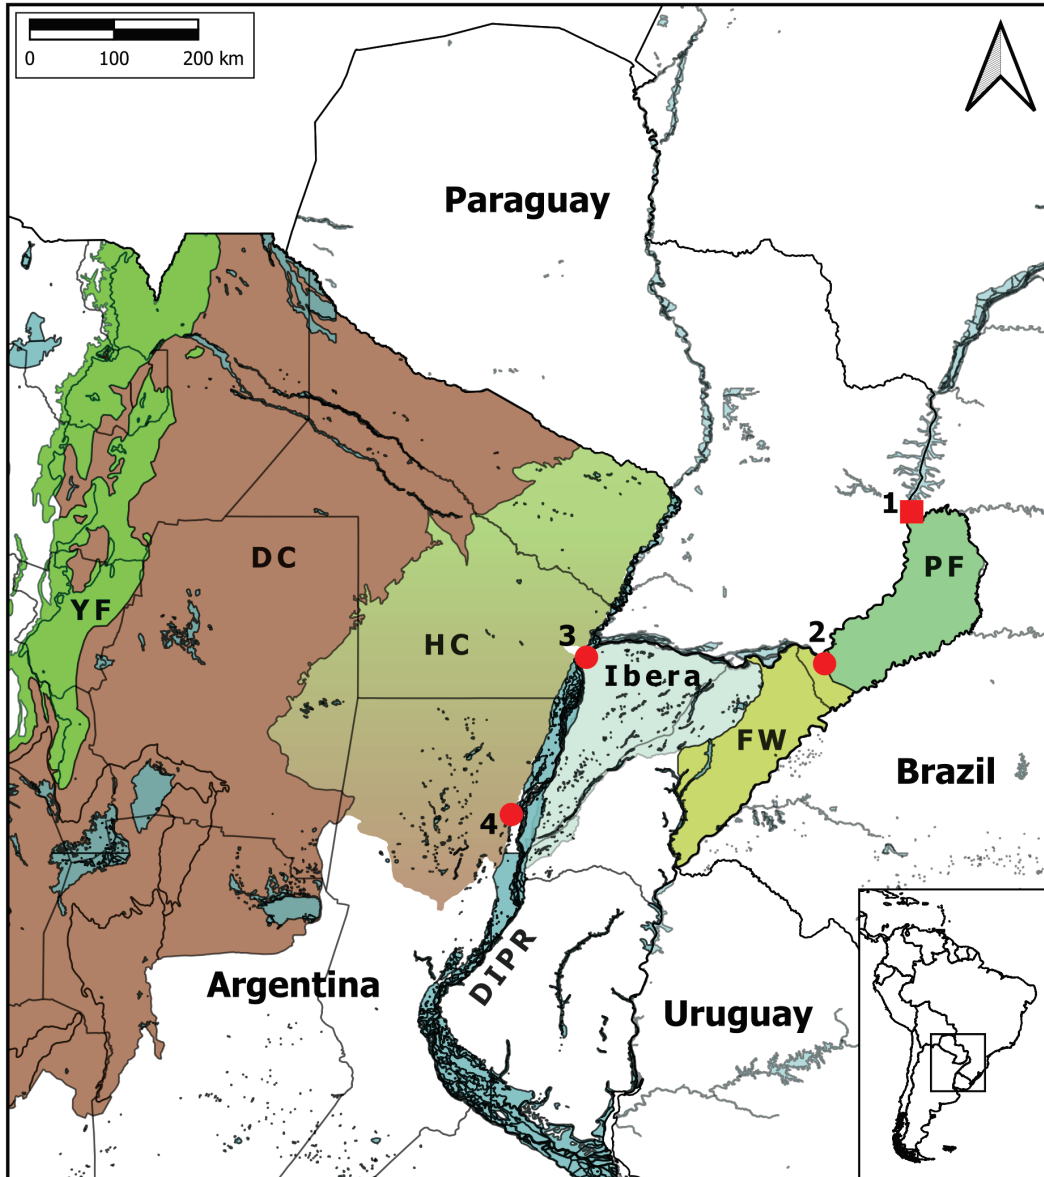 0 100 200 km
Paraguay
1
DC
PF
YF
2
3
HC
Ibera
FW
Brazil
4
DIPR
Argentina
Uruguay